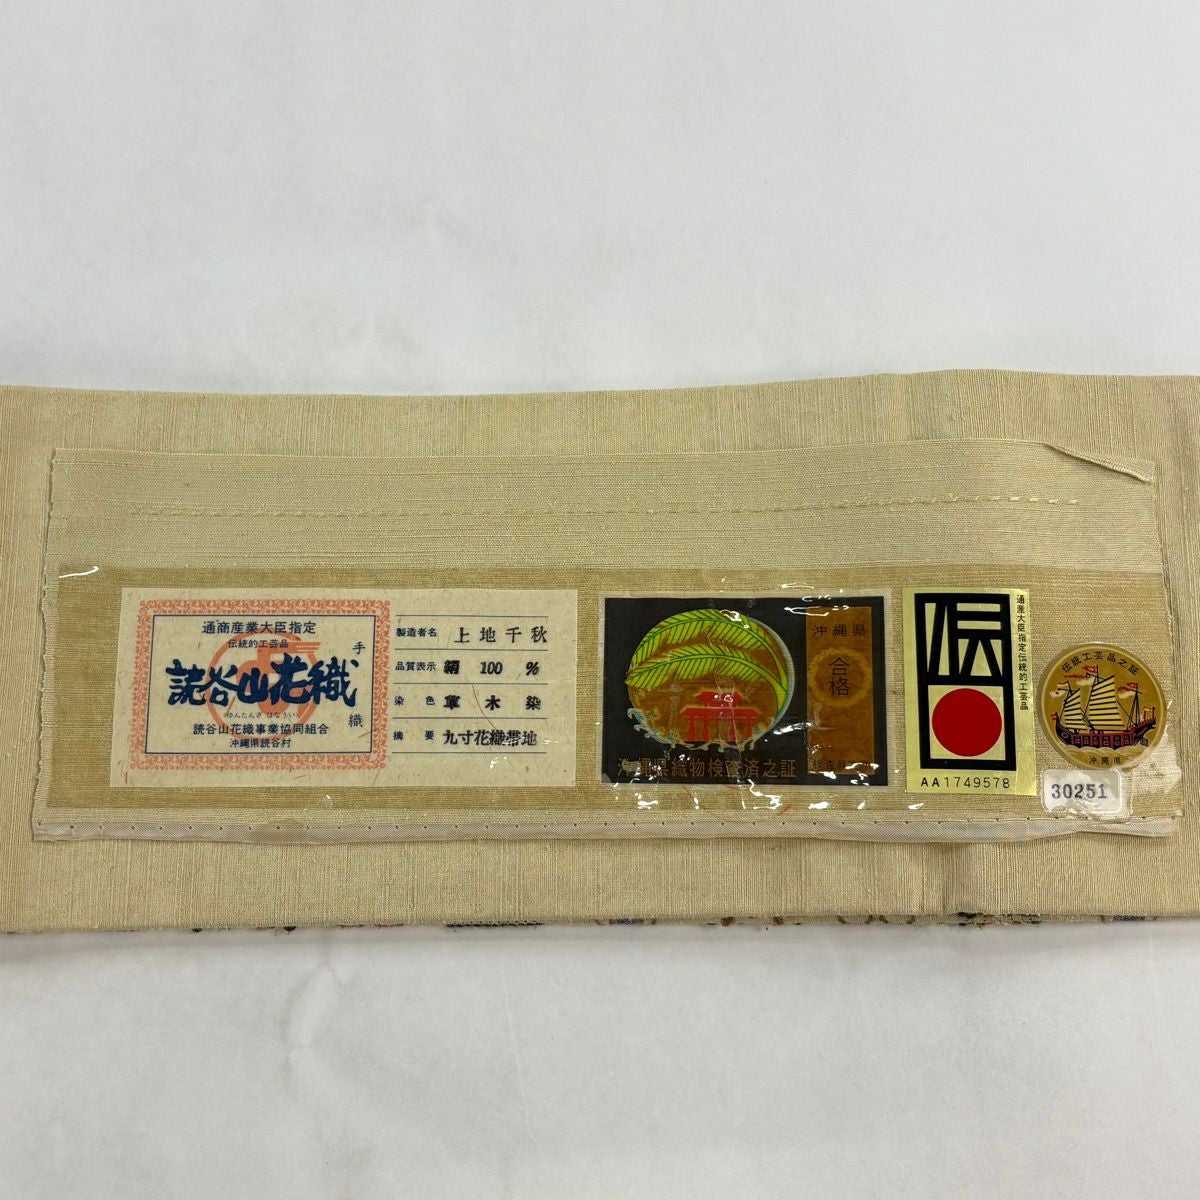 通商産業大臣指定
伝統的工芸品
読谷山花織
(ゆんたんざ はなうい)
手織
読谷山花織事業協同組合
沖縄県読谷村
製造者名 上地千秋
品質表示 絹 100 %
染色 草木染
摘要 九寸花織帯地
沖縄県織物検査済之証
沖縄県
合格
伝
通産大臣指定伝統的工芸品
AA1749578
伝統工芸品之証
沖縄県
30251